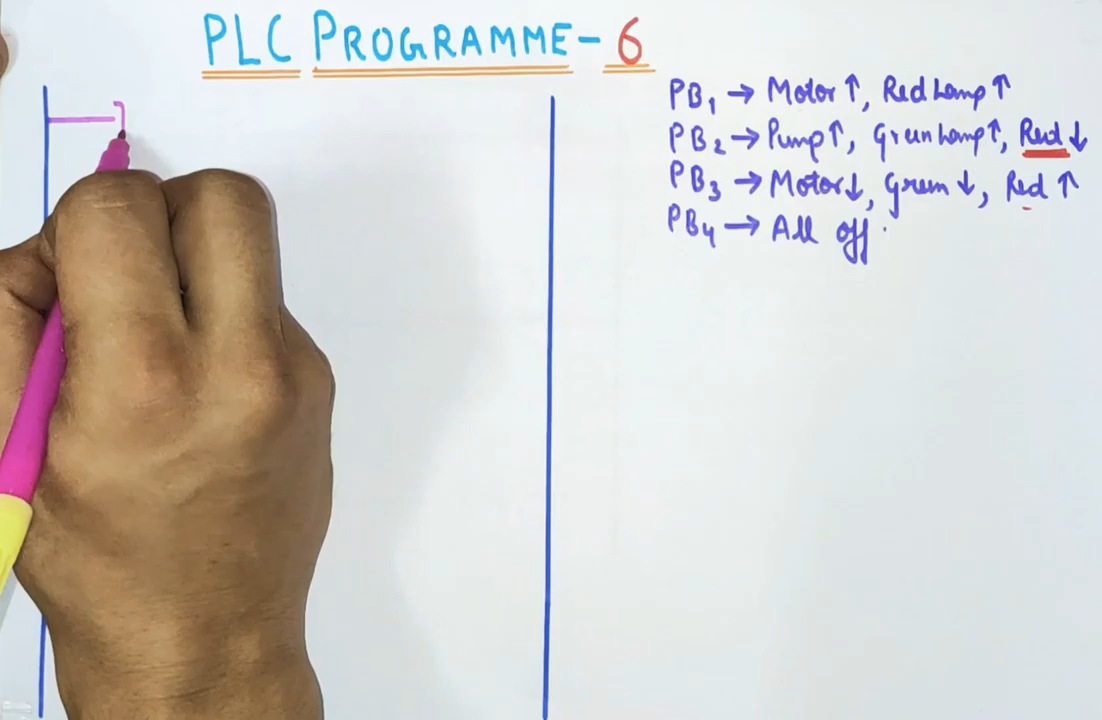 PLC PROGRAMME-6
PB1 → Motor ↑, Red Lamp ↑
PB2 → Pump ↑, Green Lamp ↑, Red ↓
PB3 → Motor ↓, Green ↓, Red ↑
PB4 → All off.